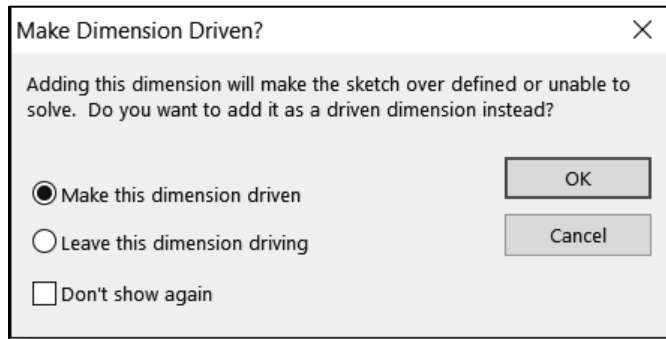 Make Dimension Driven?
Adding this dimension will make the sketch over defined or unable to
solve.  Do you want to add it as a driven dimension instead?
Make this dimension driven
OK
Leave this dimension driving
Cancel
Don't show again